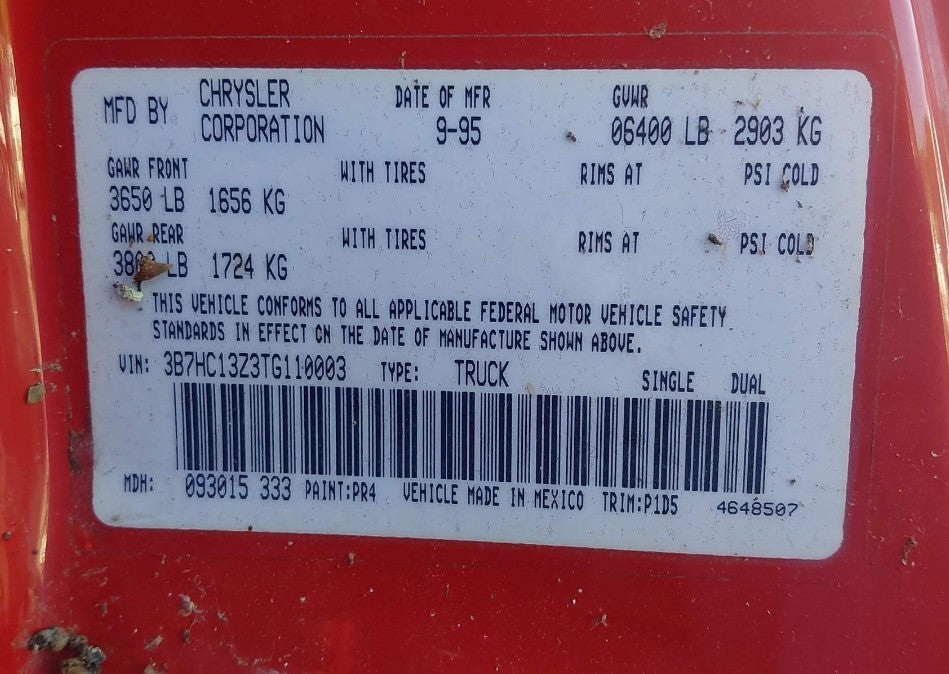 MFD BY CHRYSLER CORPORATION DATE OF MFR 9-95 GVWR 06400 LB 2903 KG
GAWR FRONT WITH TIRES RIMS AT PSI COLD
3650 LB 1656 KG
GAWR REAR WITH TIRES RIMS AT PSI COLD
LB 1724 KG
THIS VEHICLE CONFORMS TO ALL APPLICABLE FEDERAL MOTOR VEHICLE SAFETY
STANDARDS IN EFFECT ON THE DATE OF MANUFACTURE SHOWN ABOVE.
VIN: 3B7HC13Z3TG110003 TYPE: TRUCK SINGLE DUAL
MDH: 093015 333 PAINT:PR4 VEHICLE MADE IN MEXICO TRIM:P1D5 4648507